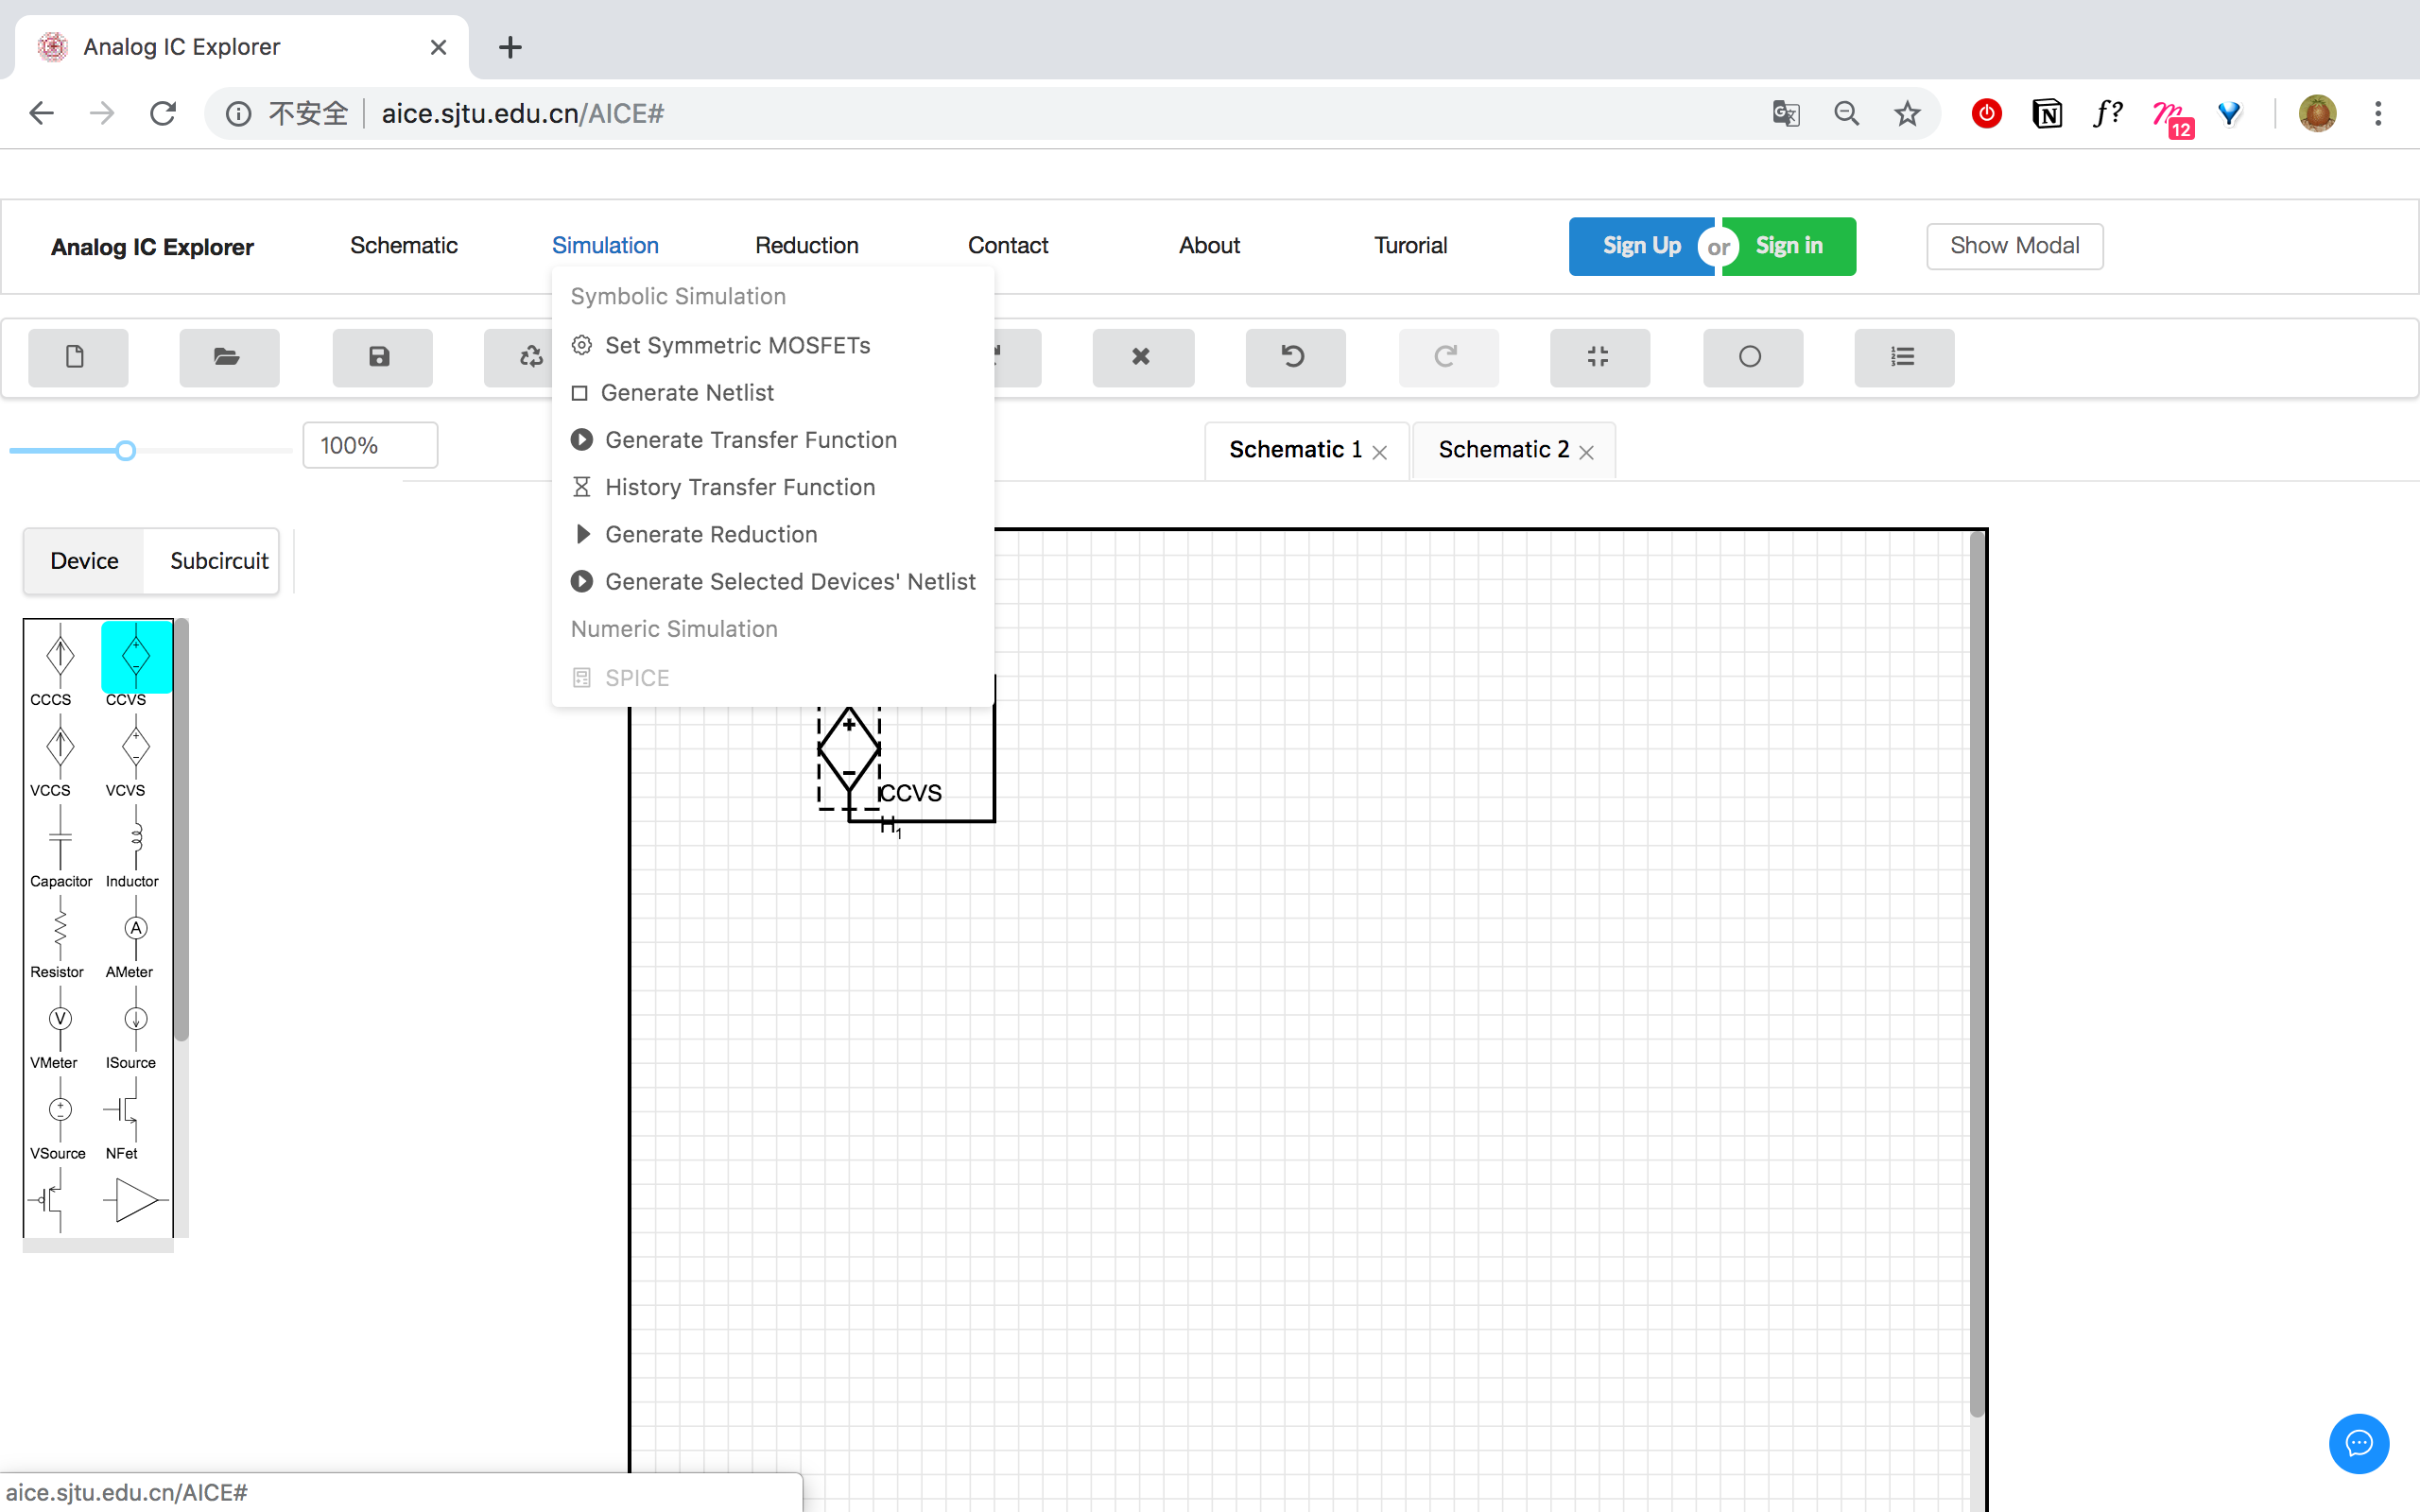 Analog IC Explorer
不安全 aice.sjtu.edu.cn/AICE#
12
Analog IC Explorer Schematic Simulation Reduction Contact About Turorial Sign Up or Sign in Show Modal
Symbolic Simulation
Set Symmetric MOSFETs
Generate Netlist
Generate Transfer Function
History Transfer Function
Generate Reduction
Generate Selected Devices' Netlist
Numeric Simulation
SPICE
100%
Schematic 1 Schematic 2
Device Subcircuit
CCCS CCVS
VCCS VCVS
Capacitor Inductor
A
Resistor AMeter
V
VMeter ISource
VSource NFet
CCVS
H1
aice.sjtu.edu.cn/AICE#